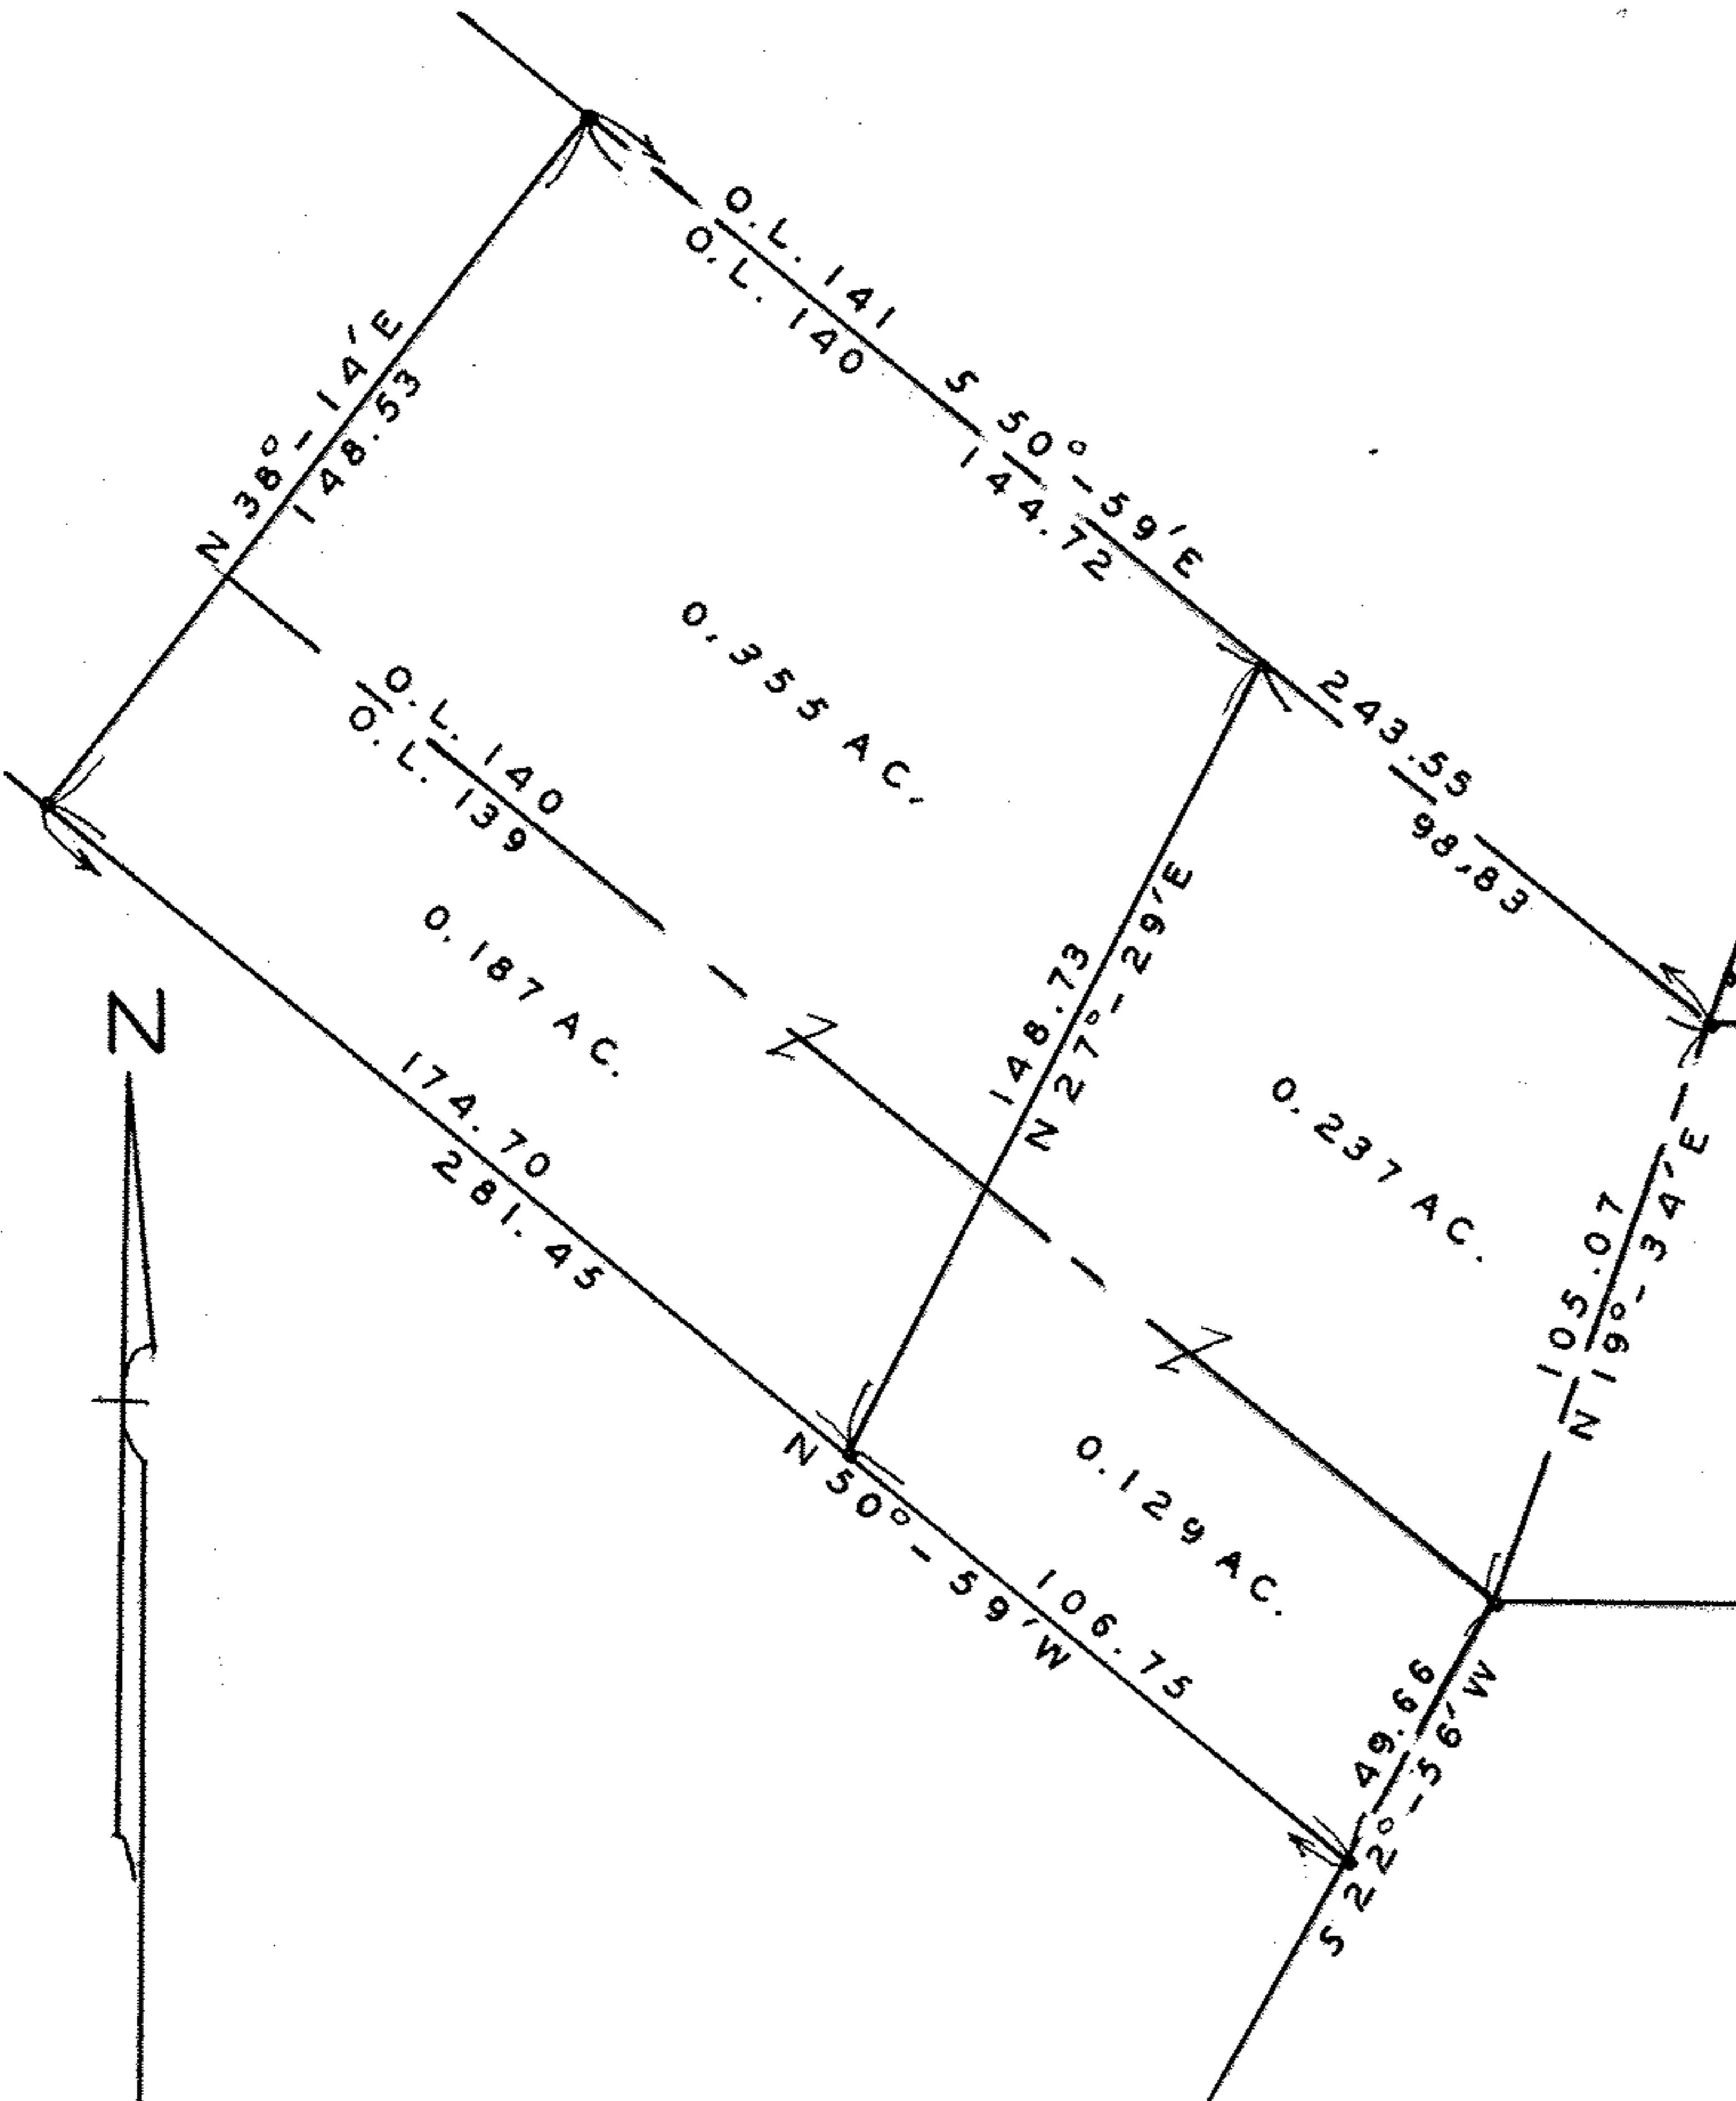 O.L. 141
O.L. 140
S 50°-59'E
144.72
N 38°-14'E
148.53
0.355 AC.
243.55
98.83
O.L. 140
O.L. 139
0.187 AC.
148.73
N 27°-29'E
N
174.70
281.45
0.237 AC.
105.07
N 19°-34'E
0.129 AC.
N 50°-59'W
106.75
49.66
S 22°-56'W